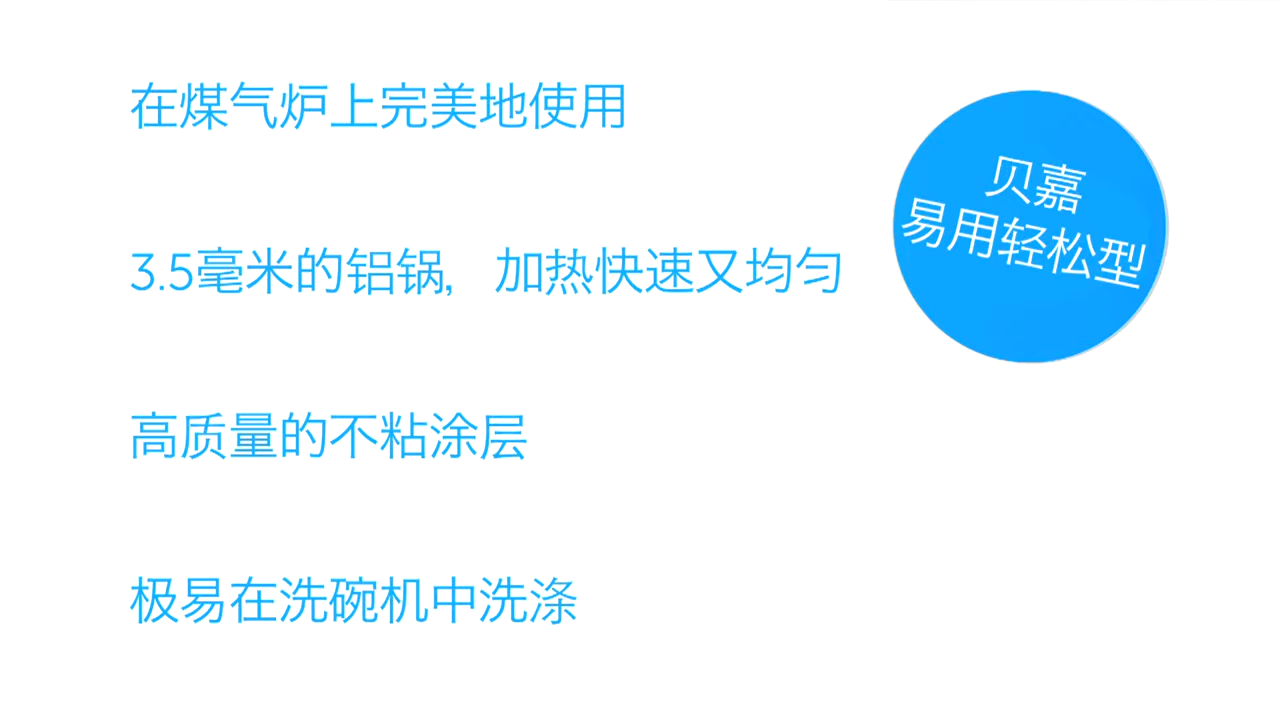 在煤气炉上完美地使用
3.5毫米的铝锅，加热快速又均匀
高质量的不粘涂层
极易在洗碗机中洗涤
贝嘉
易用轻松型